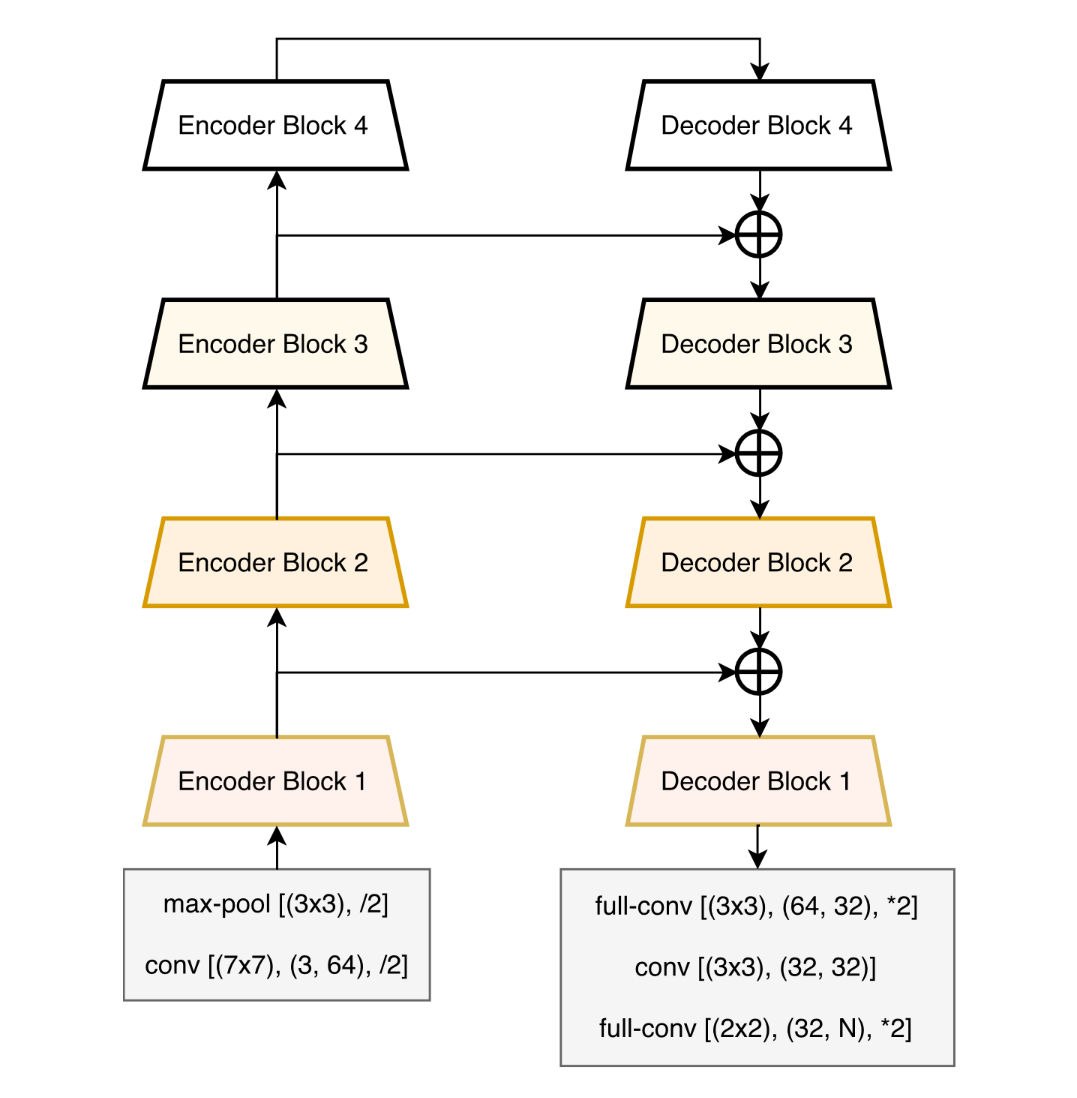 Encoder Block 4
Decoder Block 4
Encoder Block 3
Decoder Block 3
Encoder Block 2
Decoder Block 2
Encoder Block 1
Decoder Block 1
max-pool [(3x3), /2]
conv [(7x7), (3, 64), /2]
full-conv [(3x3), (64, 32), *2]
conv [(3x3), (32, 32)]
full-conv [(2x2), (32, N), *2]